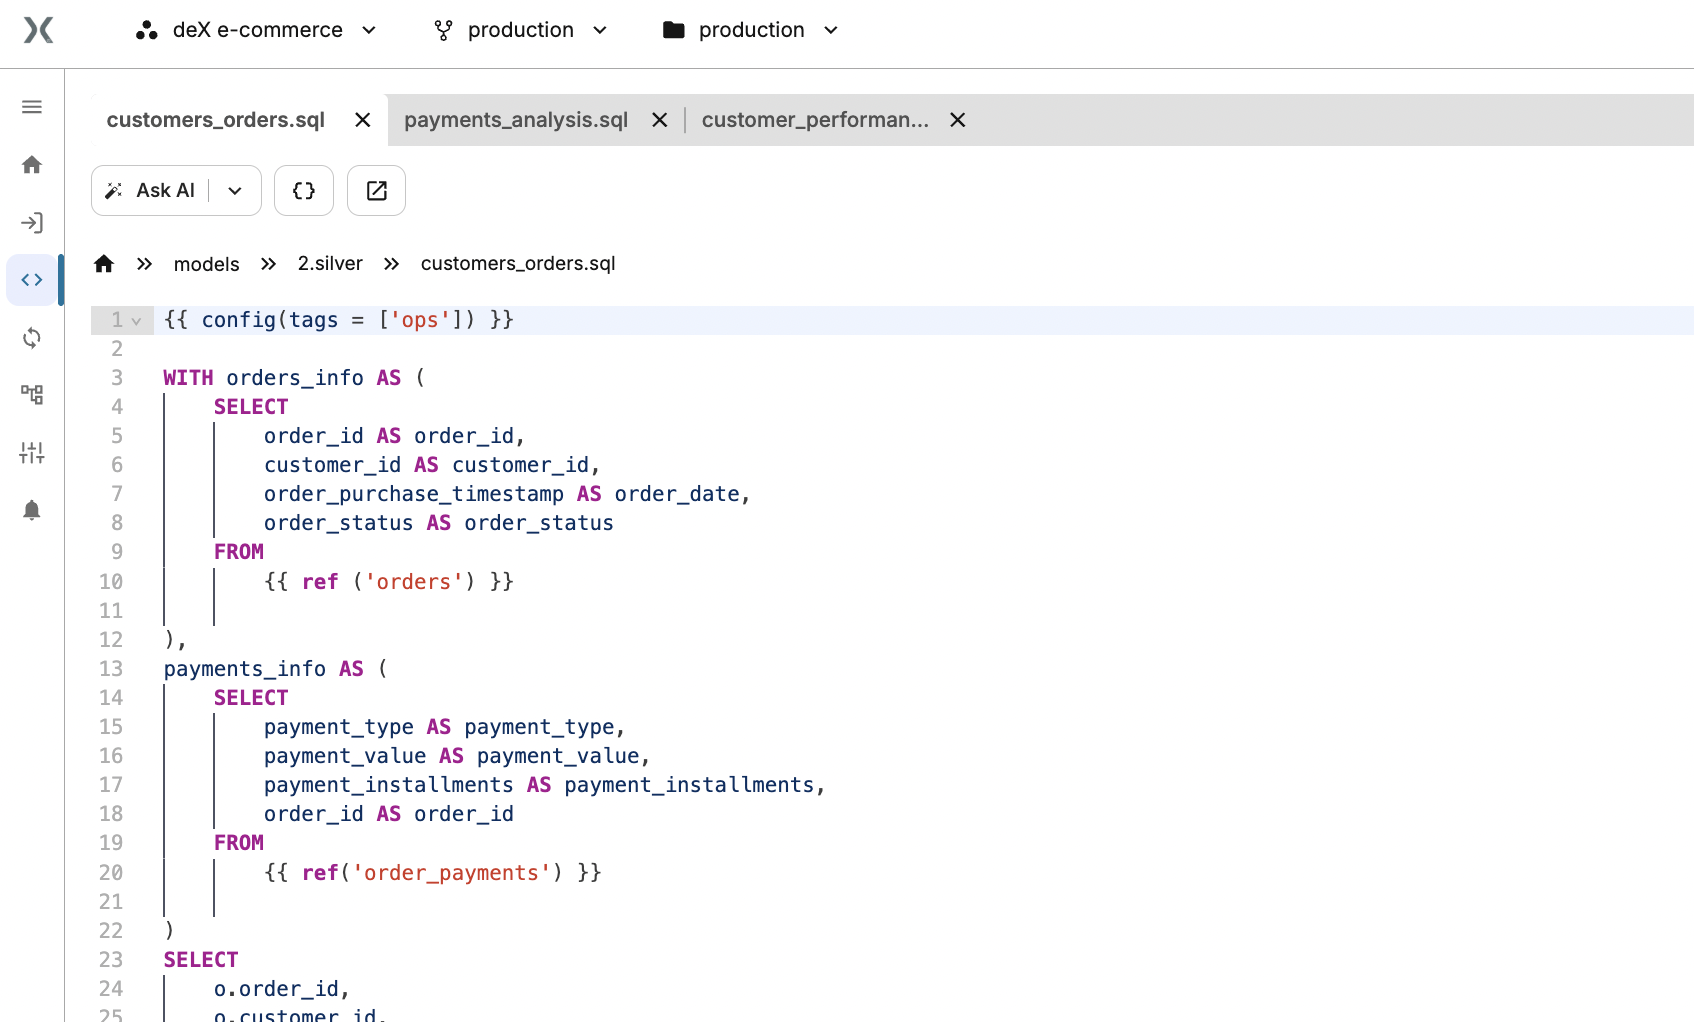 deX e-commerce production production
customers_orders.sql payments_analysis.sql customer_performan...
Ask AI {}
models 2.silver customers_orders.sql
1 {{ config(tags = ['ops']) }}
2
3 WITH orders_info AS (
4 SELECT
5 order_id AS order_id,
6 customer_id AS customer_id,
7 order_purchase_timestamp AS order_date,
8 order_status AS order_status
9 FROM
10 {{ ref ('orders') }}
11
12 ),
13 payments_info AS (
14 SELECT
15 payment_type AS payment_type,
16 payment_value AS payment_value,
17 payment_installments AS payment_installments,
18 order_id AS order_id
19 FROM
20 {{ ref('order_payments') }}
21
22 )
23 SELECT
24 o.order_id,
25 o.customer_id,